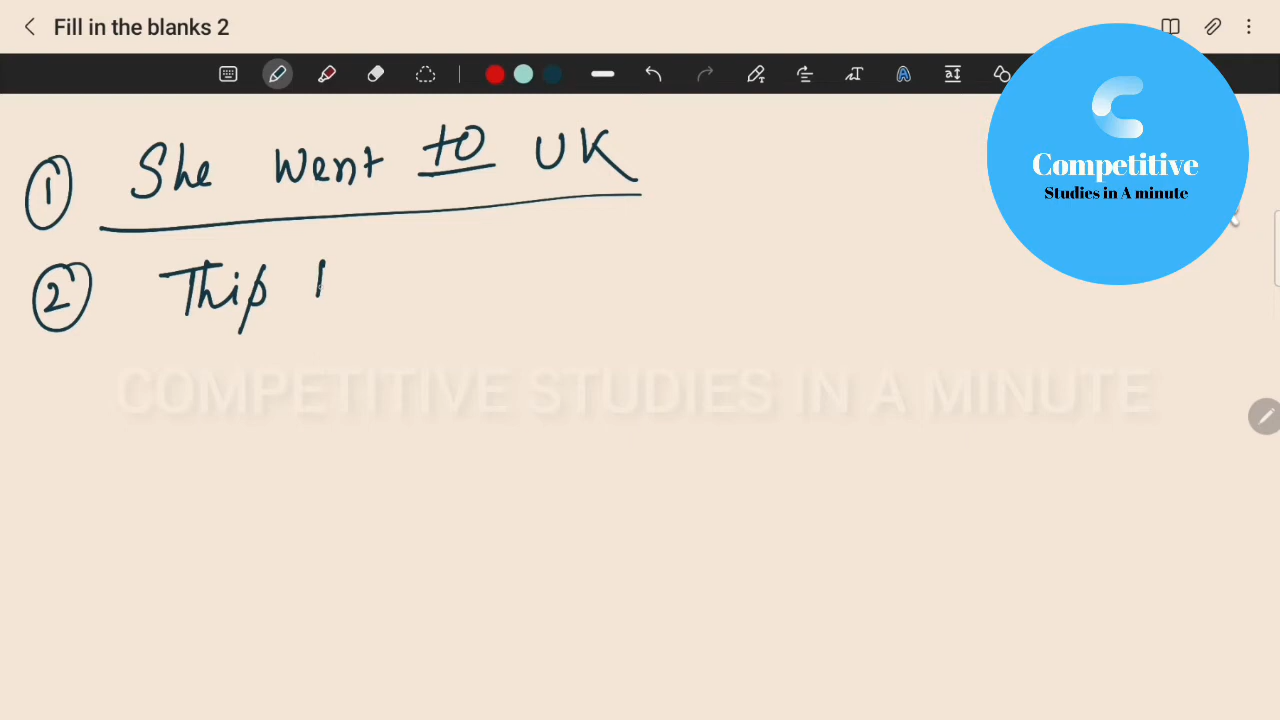 Fill in the blanks 2
Competitive
Studies in A minute
① She went to UK
② This
COMPETITIVE STUDIES IN A MINUTE